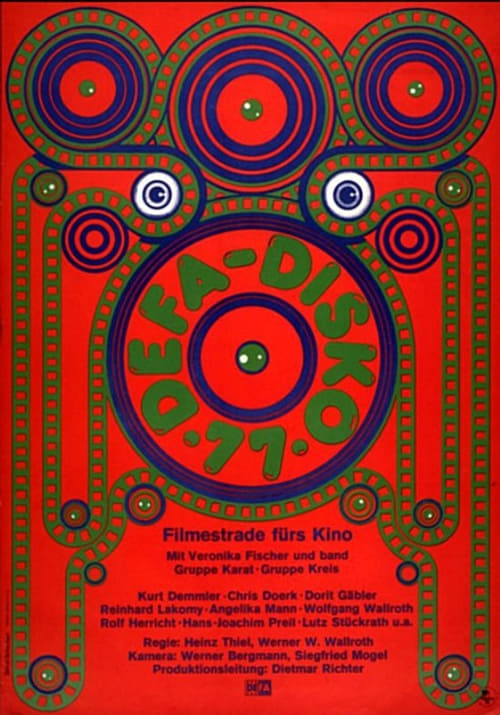 DEFA-DISKO·77·
Filmestrade fürs Kino
Mit Veronika Fischer und band
Gruppe Karat·Gruppe Kreis
Kurt Demmler·Chris Doerk·Dorit Gäbler
Reinhard Lakomy·Angelika Mann·Wolfgang Wallroth
Rolf Herricht·Hans-Joachim Preil·Lutz Stückrath u.a.
Regie: Heinz Thiel, Werner W. Wallroth
Kamera: Werner Bergmann, Siegfried Mogel
Produktionsleitung: Dietmar Richter
DEFA